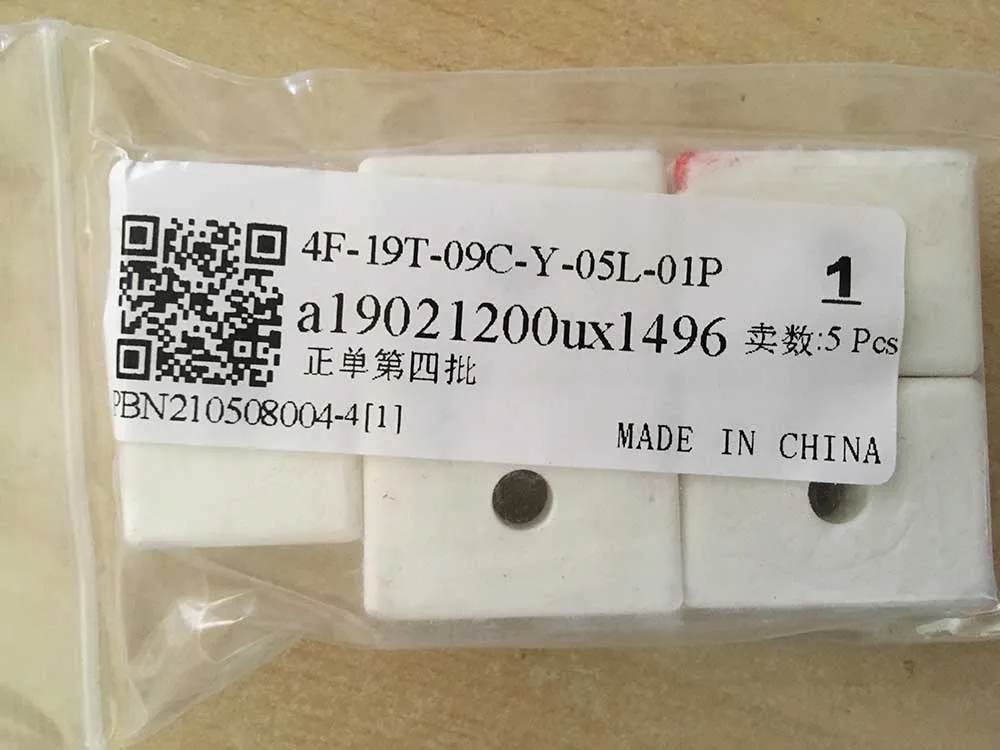 4F-19T-09C-Y-05L-01P
1
a19021200ux1496 卖数:5 Pcs
正单第四批
PBN210508004-4[1]
MADE IN CHINA